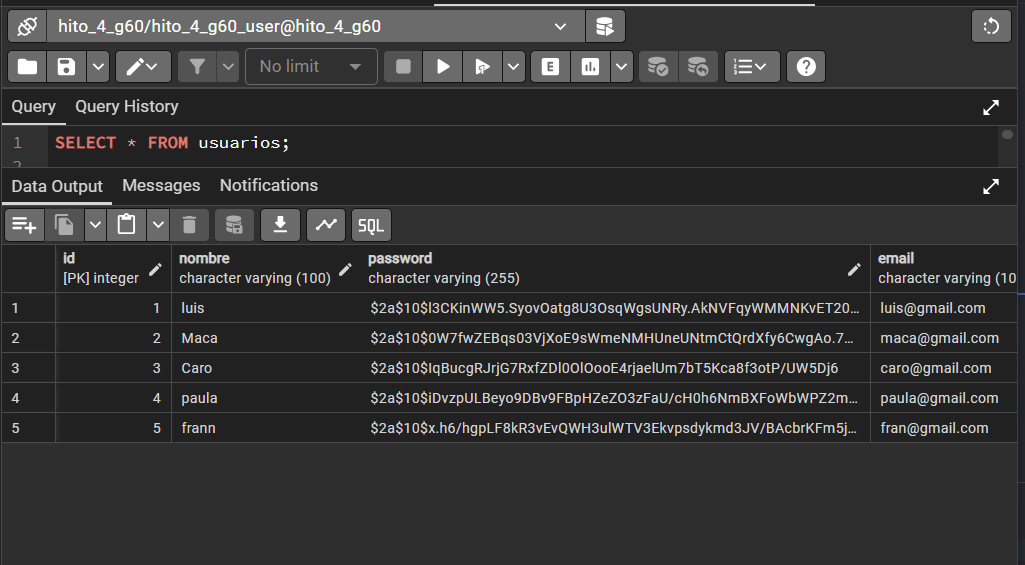 hito_4_g60/hito_4_g60_user@hito_4_g60
No limit
E
Query Query History
1 SELECT * FROM usuarios;
2
Data Output Messages Notifications
SQL
id nombre password email
[PK] integer character varying (100) character varying (255) character varying (10
1 1 luis $2a$10$l3CKinWW5.SyovOatg8U3OsqWgsUNRy.AkNVFqyWMMNKvET20… luis@gmail.com
2 2 Maca $2a$10$0W7fwZEBqs03VjXoE9sWmeNMHUneUNtmCtQrdXfy6CwgAo.7… maca@gmail.com
3 3 Caro $2a$10$IqBucgRJrjG7RxfZDl0OlOooE4rjaelUm7bT5Kca8f3otP/UW5Dj6 caro@gmail.com
4 4 paula $2a$10$iDvzpULBeyo9DBv9FBpHZeZO3zFaU/cH0h6NmBXFoWbWPZ2m… paula@gmail.com
5 5 frann $2a$10$x.h6/hgpLF8kR3vEvQWH3ulWTV3Ekvpsdykmd3JV/BAcbrKFm5j… fran@gmail.com